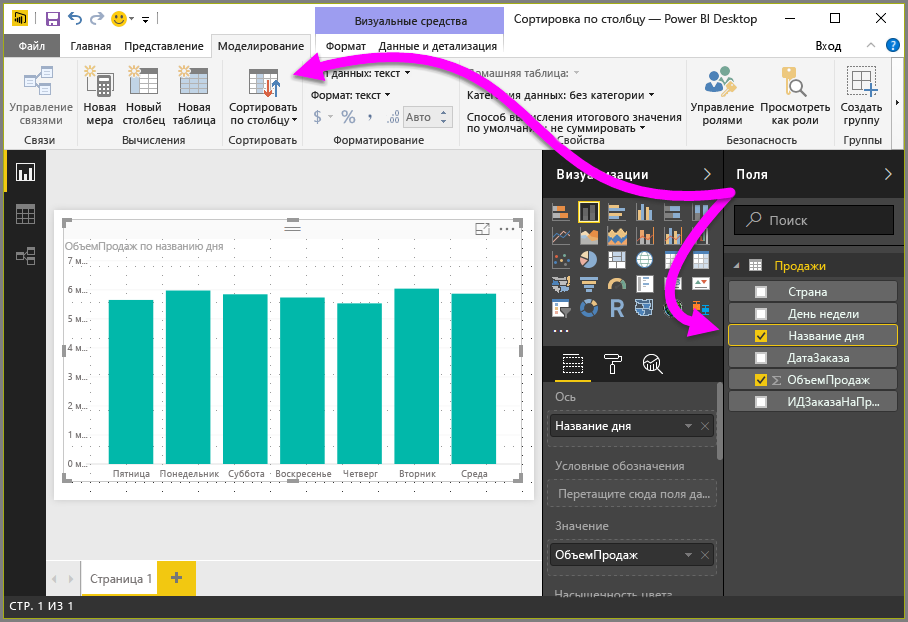 Визуальные средства
Сортировка по столбцу — Power BI Desktop
Файл
Главная
Представление
Моделирование
Формат
Данные и детализация
Вход
Управление
связями
Связи
Новая
мера
Новый
столбец
Новая
таблица
Вычисления
Сортировать
по столбцу
Сортировать
данных: текст
Формат: текст
$ % , .00 Авто
Форматирование
Домашняя таблица:
Категория данных: без категории
Способ вычисления итогового значения
по умолчанию: не суммировать
Свойства
Управление
ролями
Просмотреть
как роли
Безопасность
Создать
группу
Группы
ОбъемПродаж по названию дня
7 м...
6 м...
5 м...
4 м...
3 м...
2 м...
1 м...
0 м...
Пятница Понедельник Суббота Воскресенье Четверг Вторник Среда
Страница 1
СТР. 1 ИЗ 1
Визуализации
R
Ось
Название дня
Условные обозначения
Перетащите сюда поля да...
Значение
ОбъемПродаж
Насыщенность цвета
Поля
Поиск
Продажи
Страна
День недели
Название дня
ДатаЗаказа
Σ ОбъемПродаж
ИДЗаказаНаПр...